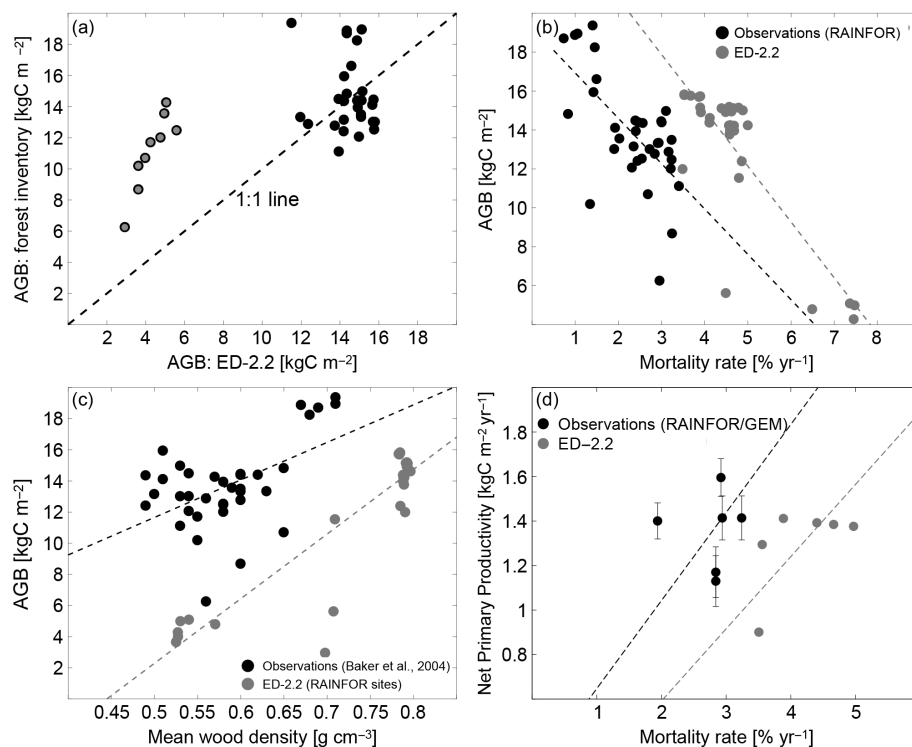 (a)
18
16
14
12
10
8
6
4
2
AGB: forest inventory [kgC m −2]
1:1 line
2 4 6 8 10 12 14 16 18
AGB: ED-2.2 [kgC m−2]
(b)
Observations (RAINFOR)
ED-2.2
18
16
14
12
10
8
6
AGB [kgC m−2]
1 2 3 4 5 6 7 8
Mortality rate [% yr−1]
(c)
18
16
14
12
10
8
6
4
2
AGB [kgC m−2]
Observations (Baker et al., 2004)
ED-2.2 (RAINFOR sites)
0.45 0.5 0.55 0.6 0.65 0.7 0.75 0.8
Mean wood density [g cm−3]
(d)
Observations (RAINFOR/GEM)
ED–2.2
1.8
1.6
1.4
1.2
1
0.8
Net Primary Productivity [kgC m−2 yr−1]
1 2 3 4 5
Mortality rate [% yr−1]